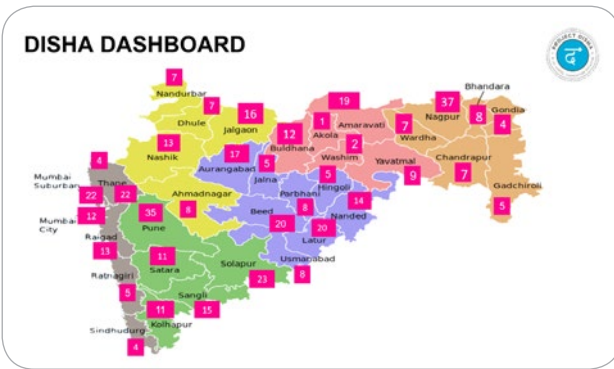 DISHA DASHBOARD
PROJECT DISHA
7
Nandurbar
7
Dhule
16
Jalgaon
13
Nashik
19
1
Akola
Amaravati
12
Buldhana
2
Washim
37
Nagpur
Bhandara
8
Gondia
4
7
Wardha
Yavatmal
9
Chandrapur
7
Gadchiroli
5
17
Aurangabad
5
Jalna
Parbhani
8
5
Hingoli
14
Nanded
Beed
20
20
Latur
Usmanabad
8
4
Mumbai
Suburban
Thane
22
22
Mumbai
City
12
Raigad
13
Ratnagiri
Sindhudurg
4
Ahmadnagar
8
35
Pune
11
Satara
Solapur
23
Sangli
15
11
Kolhapur